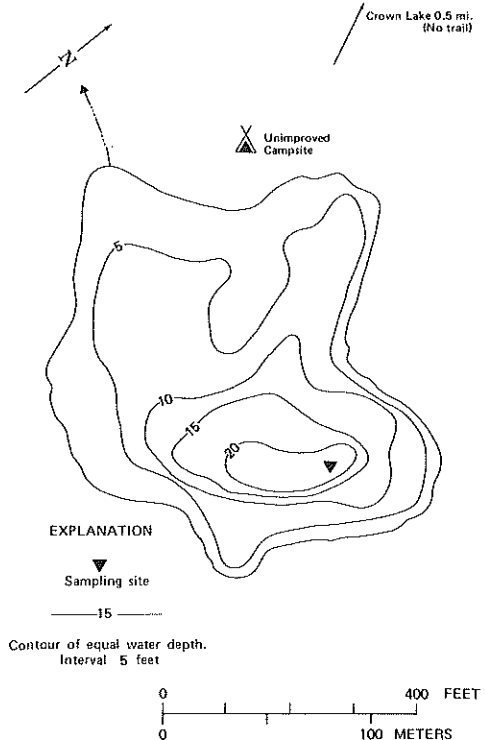 Crown Lake 0.5 mi.
(No trail)
N
Unimproved
Campsite
5
10
15
20
EXPLANATION
Sampling site
15
Contour of equal water depth.
Interval 5 feet
0 400 FEET
0 100 METERS